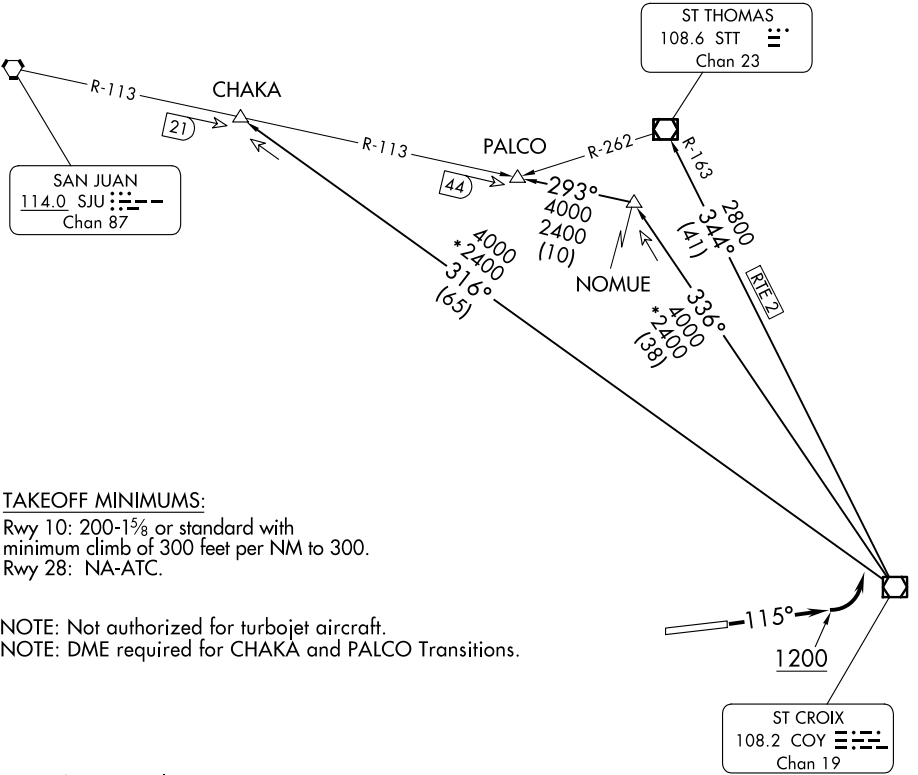 ST THOMAS
108.6 STT
Chan 23
R-113
CHAKA
21
R-113
PALCO
44
R-262
R-163
SAN JUAN
114.0 SJU
Chan 87
293°
4000
2400
(10)
NOMUE
2800
344°
(41)
RTE 2
4000
*2400
316°
(65)
336°
4000
*2400
(38)
TAKEOFF MINIMUMS:
Rwy 10: 200-1⅝ or standard with
minimum climb of 300 feet per NM to 300.
Rwy 28: NA-ATC.
NOTE: Not authorized for turbojet aircraft.
NOTE: DME required for CHAKA and PALCO Transitions.
115°
1200
ST CROIX
108.2 COY
Chan 19